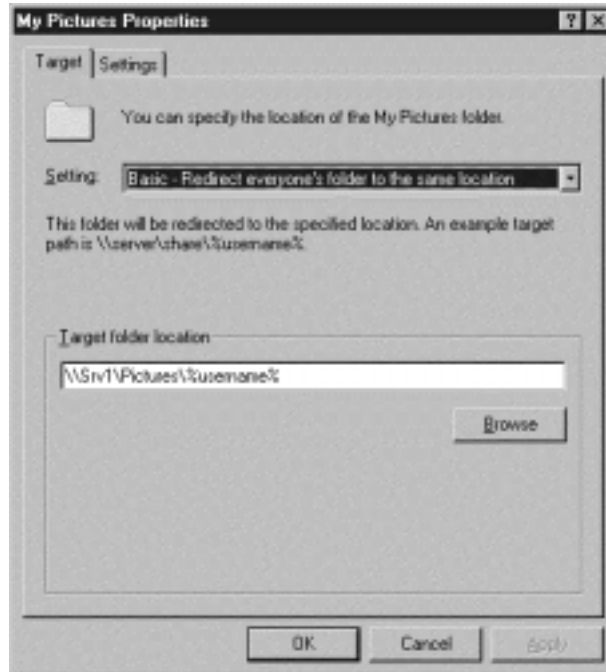 My Pictures Properties
Target
Settings
You can specify the location of the My Pictures folder.
Setting:
Basic - Redirect everyone's folder to the same location
This folder will be redirected to the specified location. An example target
path is \\server\share\%username%.
Target folder location
\\Srv1\Pictures\%username%
Browse
OK
Cancel
Apply